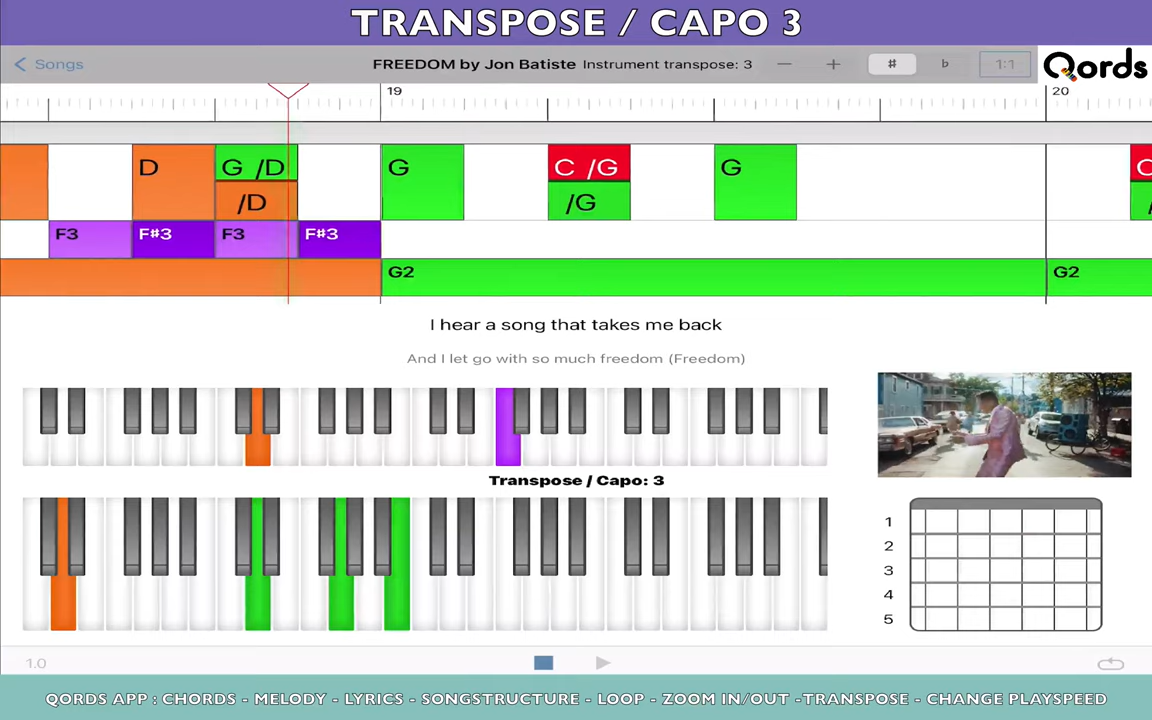 TRANSPOSE / CAPO 3
Songs FREEDOM by Jon Batiste Instrument transpose: 3 — + # b 1:1 Qords
19 20
D G /D G C /G G
/D /G
F3 F#3 F3 F#3
G2 G2
I hear a song that takes me back
And I let go with so much freedom (Freedom)
Transpose / Capo: 3
1
2
3
4
5
1.0
QORDS APP : CHORDS - MELODY - LYRICS - SONGSTRUCTURE - LOOP - ZOOM IN/OUT -TRANSPOSE - CHANGE PLAYSPEED